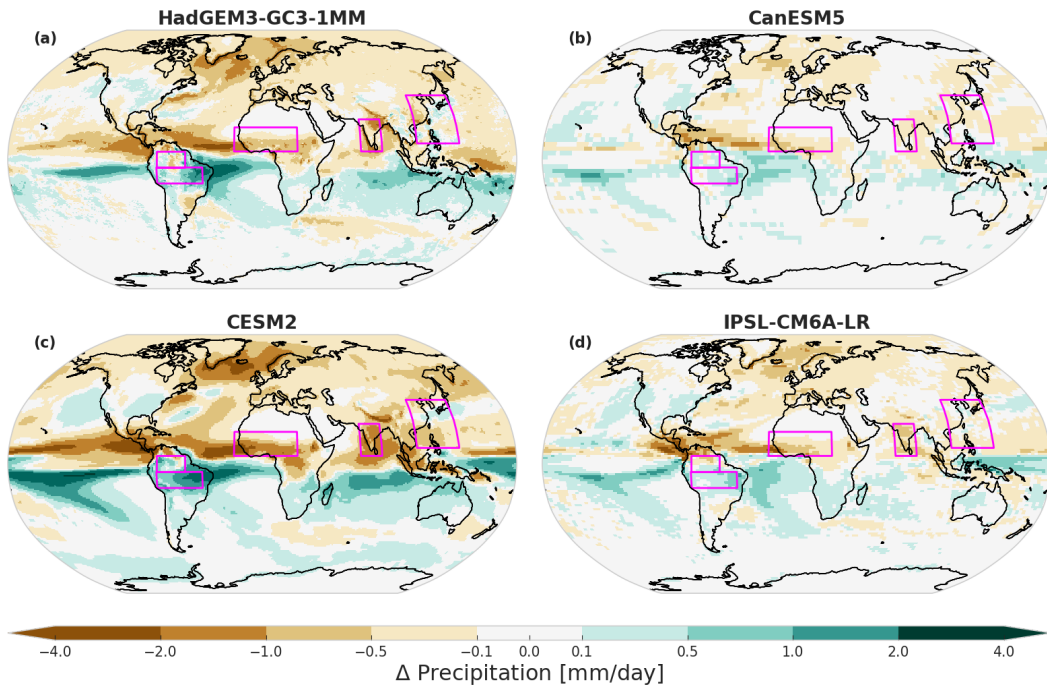 HadGEM3-GC3-1MM
CanESM5
(a)
(b)
CESM2
IPSL-CM6A-LR
(c)
(d)
−4.0 −2.0 −1.0 −0.5 −0.1 0.0 0.1 0.5 1.0 2.0 4.0
Δ Precipitation [mm/day]